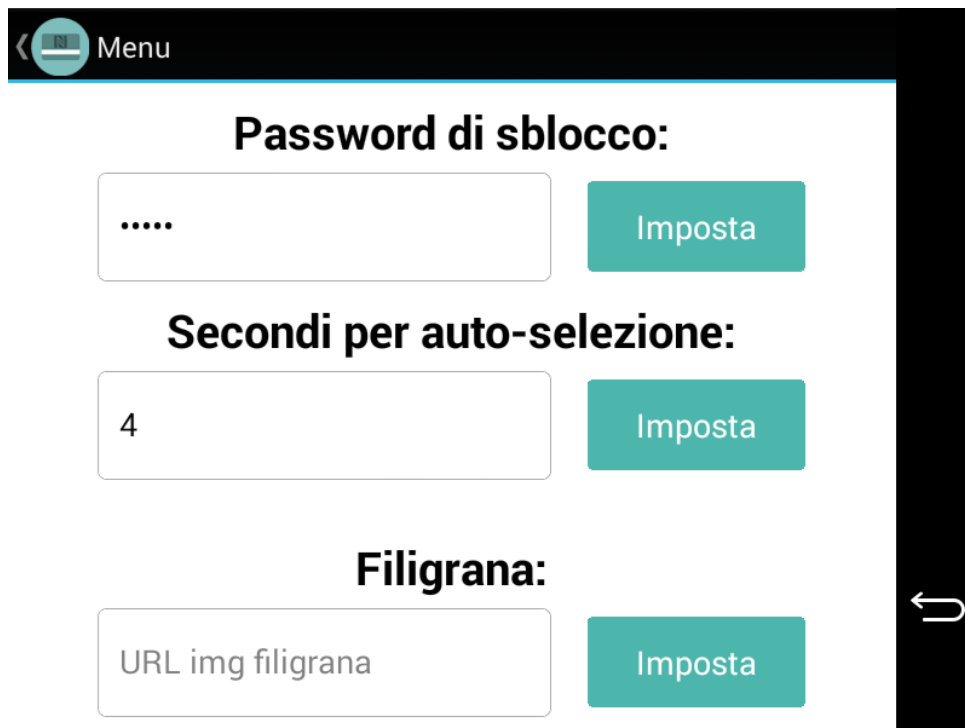 Menu
Password di sblocco:
•••••
Imposta
Secondi per auto-selezione:
4
Imposta
Filigrana:
URL img filigrana
Imposta